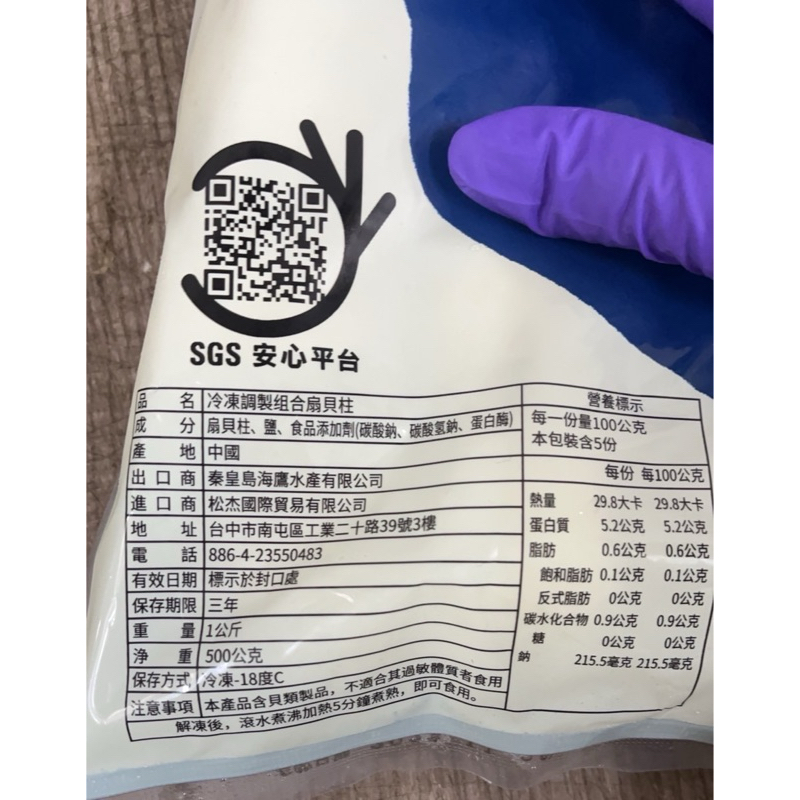 SGS 安心平台
品名 冷凍調製组合扇貝柱
成分 扇貝柱、鹽、食品添加劑(碳酸鈉、碳酸氢鈉、蛋白酶)
產地 中國
出口商 秦皇島海鷹水產有限公司
進口商 松杰國際貿易有限公司
地址 台中市南屯區工業二十路39號3樓
電話 886-4-23550483
有效日期 標示於封口處
保存期限 三年
重量 1公斤
淨重 500公克
保存方式 冷凍-18度C
注意事項 本產品含貝類製品，不適合其過敏體質者食用
解凍後，滾水煮沸加熱5分鐘煮熟，即可食用。
營養標示
每一份量100公克
本包裝含5份
每份 每100公克
熱量 29.8大卡 29.8大卡
蛋白質 5.2公克 5.2公克
脂肪 0.6公克 0.6公克
飽和脂肪 0.1公克 0.1公克
反式脂肪 0公克 0公克
碳水化合物 0.9公克 0.9公克
糖 0公克 0公克
鈉 215.5毫克 215.5毫克